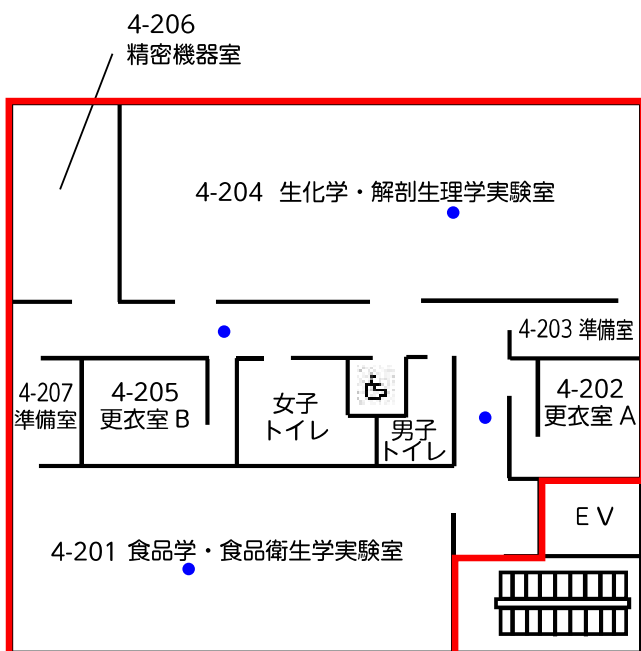 4-206
精密機器室
4-204 生化学・解剖生理学実験室
4-203 準備室
4-207
準備室
4-205
更衣室 B
女子
トイレ
男子
トイレ
4-202
更衣室 A
EV
4-201 食品学・食品衛生学実験室